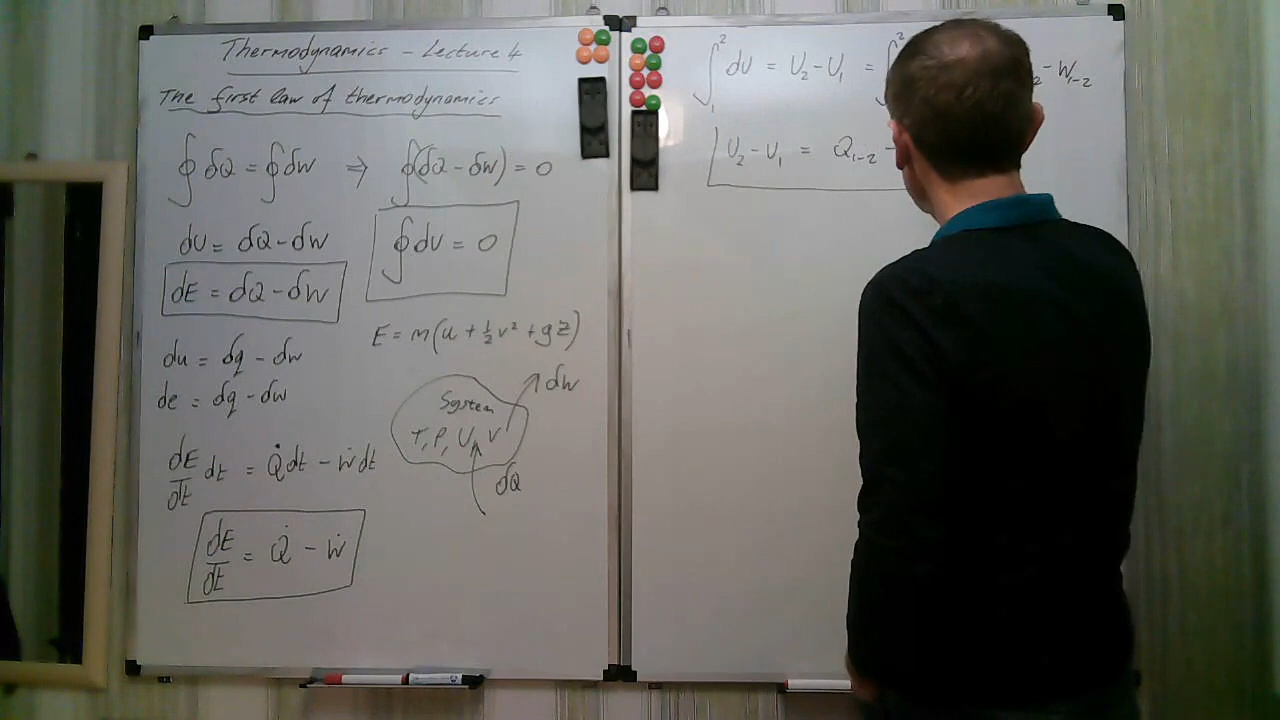 Thermodynamics - Lecture 4
The first law of thermodynamics
∮ δQ = ∮ δW ⇒ ∮(δQ - δW) = 0
dU = δQ - δW
∮ dU = 0
dE = δQ - δW
E = m(u + ½v² + gz)
du = δq - δw
de = δq - δw
System
T, P, U, V
δW
δQ
dE/dt dt = Q̇dt - Ẇdt
dE/dt = Q̇ - Ẇ
∫₁² dU = U₂ - U₁ = ∫ ² ₂ - W₁₋₂
U₂ - U₁ = Q₁₋₂ -